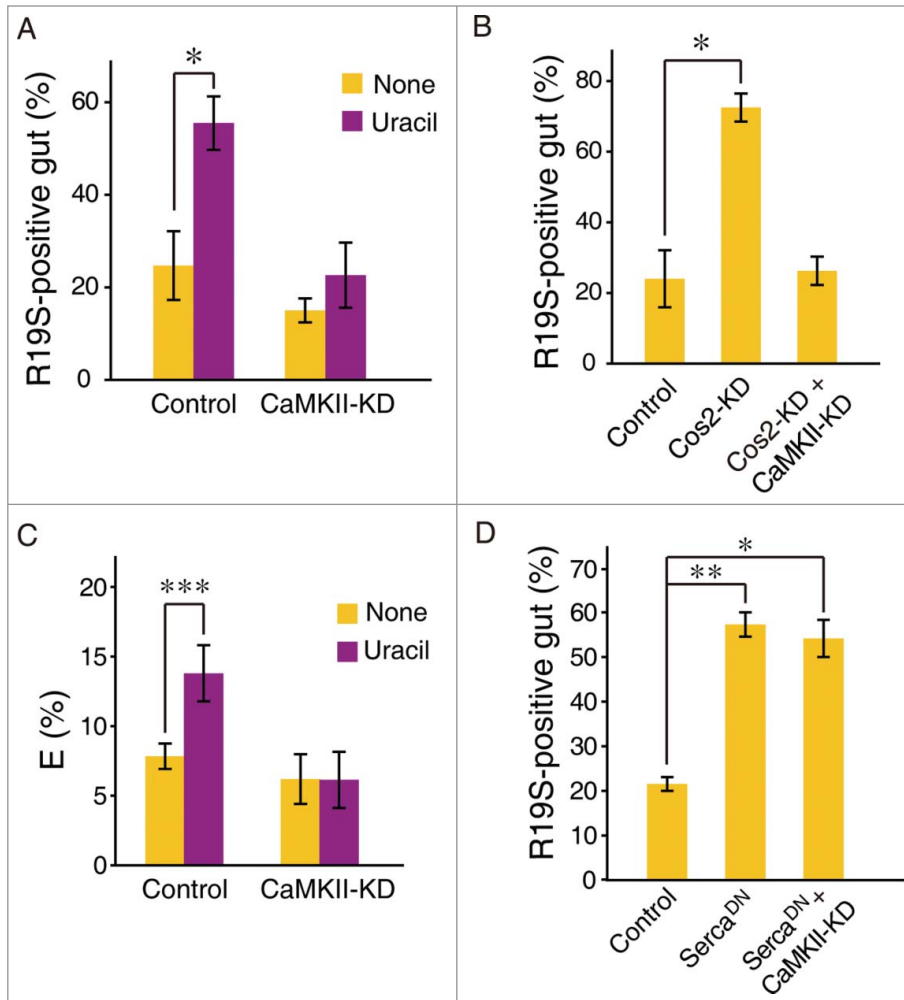 A
R19S-positive gut (%)
60
40
20
0
*
None
Uracil
Control
CaMKII-KD
B
R19S-positive gut (%)
80
60
40
20
0
*
Control
Cos2-KD
Cos2-KD +
CaMKII-KD
C
E (%)
20
15
10
5
0
***
None
Uracil
Control
CaMKII-KD
D
R19S-positive gut (%)
70
60
50
40
30
20
10
0
*
**
Control
Serca^DN
Serca^DN +
CaMKII-KD